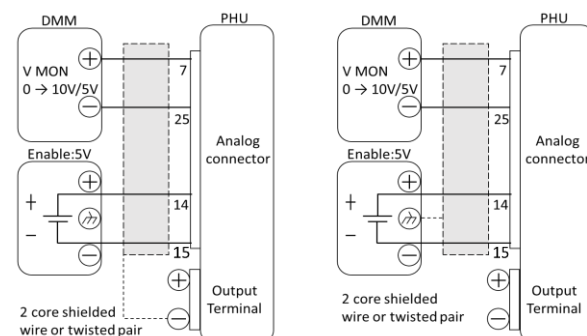 DMM
PHU
V MON
0 → 10V/5V
7
25
Analog
connector
Enable:5V
+
-
14
15
Output
Terminal
2 core shielded
wire or twisted pair
DMM
PHU
V MON
0 → 10V/5V
7
25
Analog
connector
Enable:5V
+
-
14
15
Output
Terminal
2 core shielded
wire or twisted pair